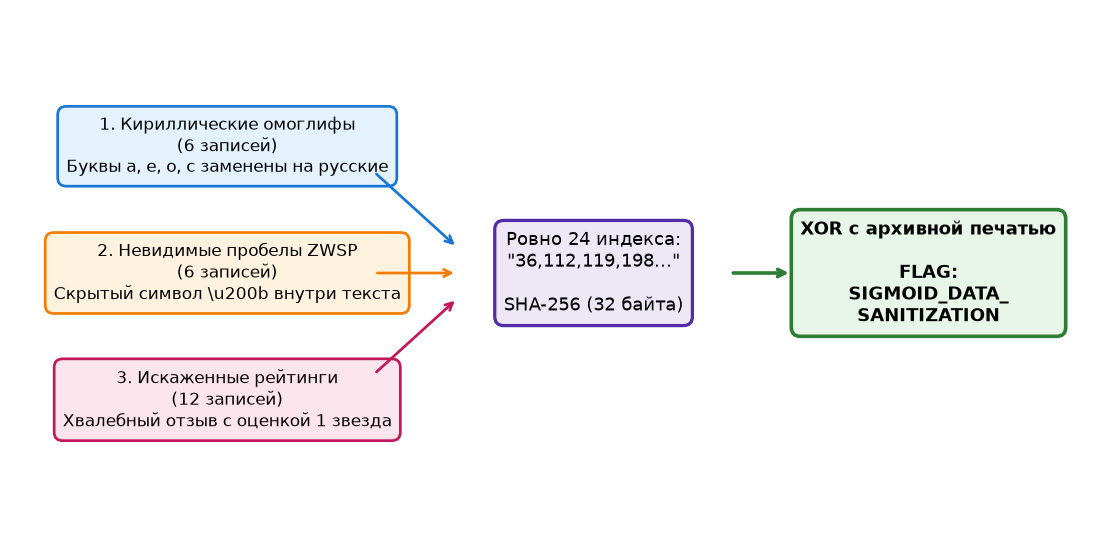 1. Кириллические омоглифы
(6 записей)
Буквы а, е, о, с заменены на русские
2. Невидимые пробелы ZWSP
(6 записей)
Скрытый символ \u200b внутри текста
3. Искаженные рейтинги
(12 записей)
Хвалебный отзыв с оценкой 1 звезда
Ровно 24 индекса:
"36,112,119,198..."
SHA-256 (32 байта)
XOR с архивной печатью
FLAG:
SIGMOID_DATA_
SANITIZATION